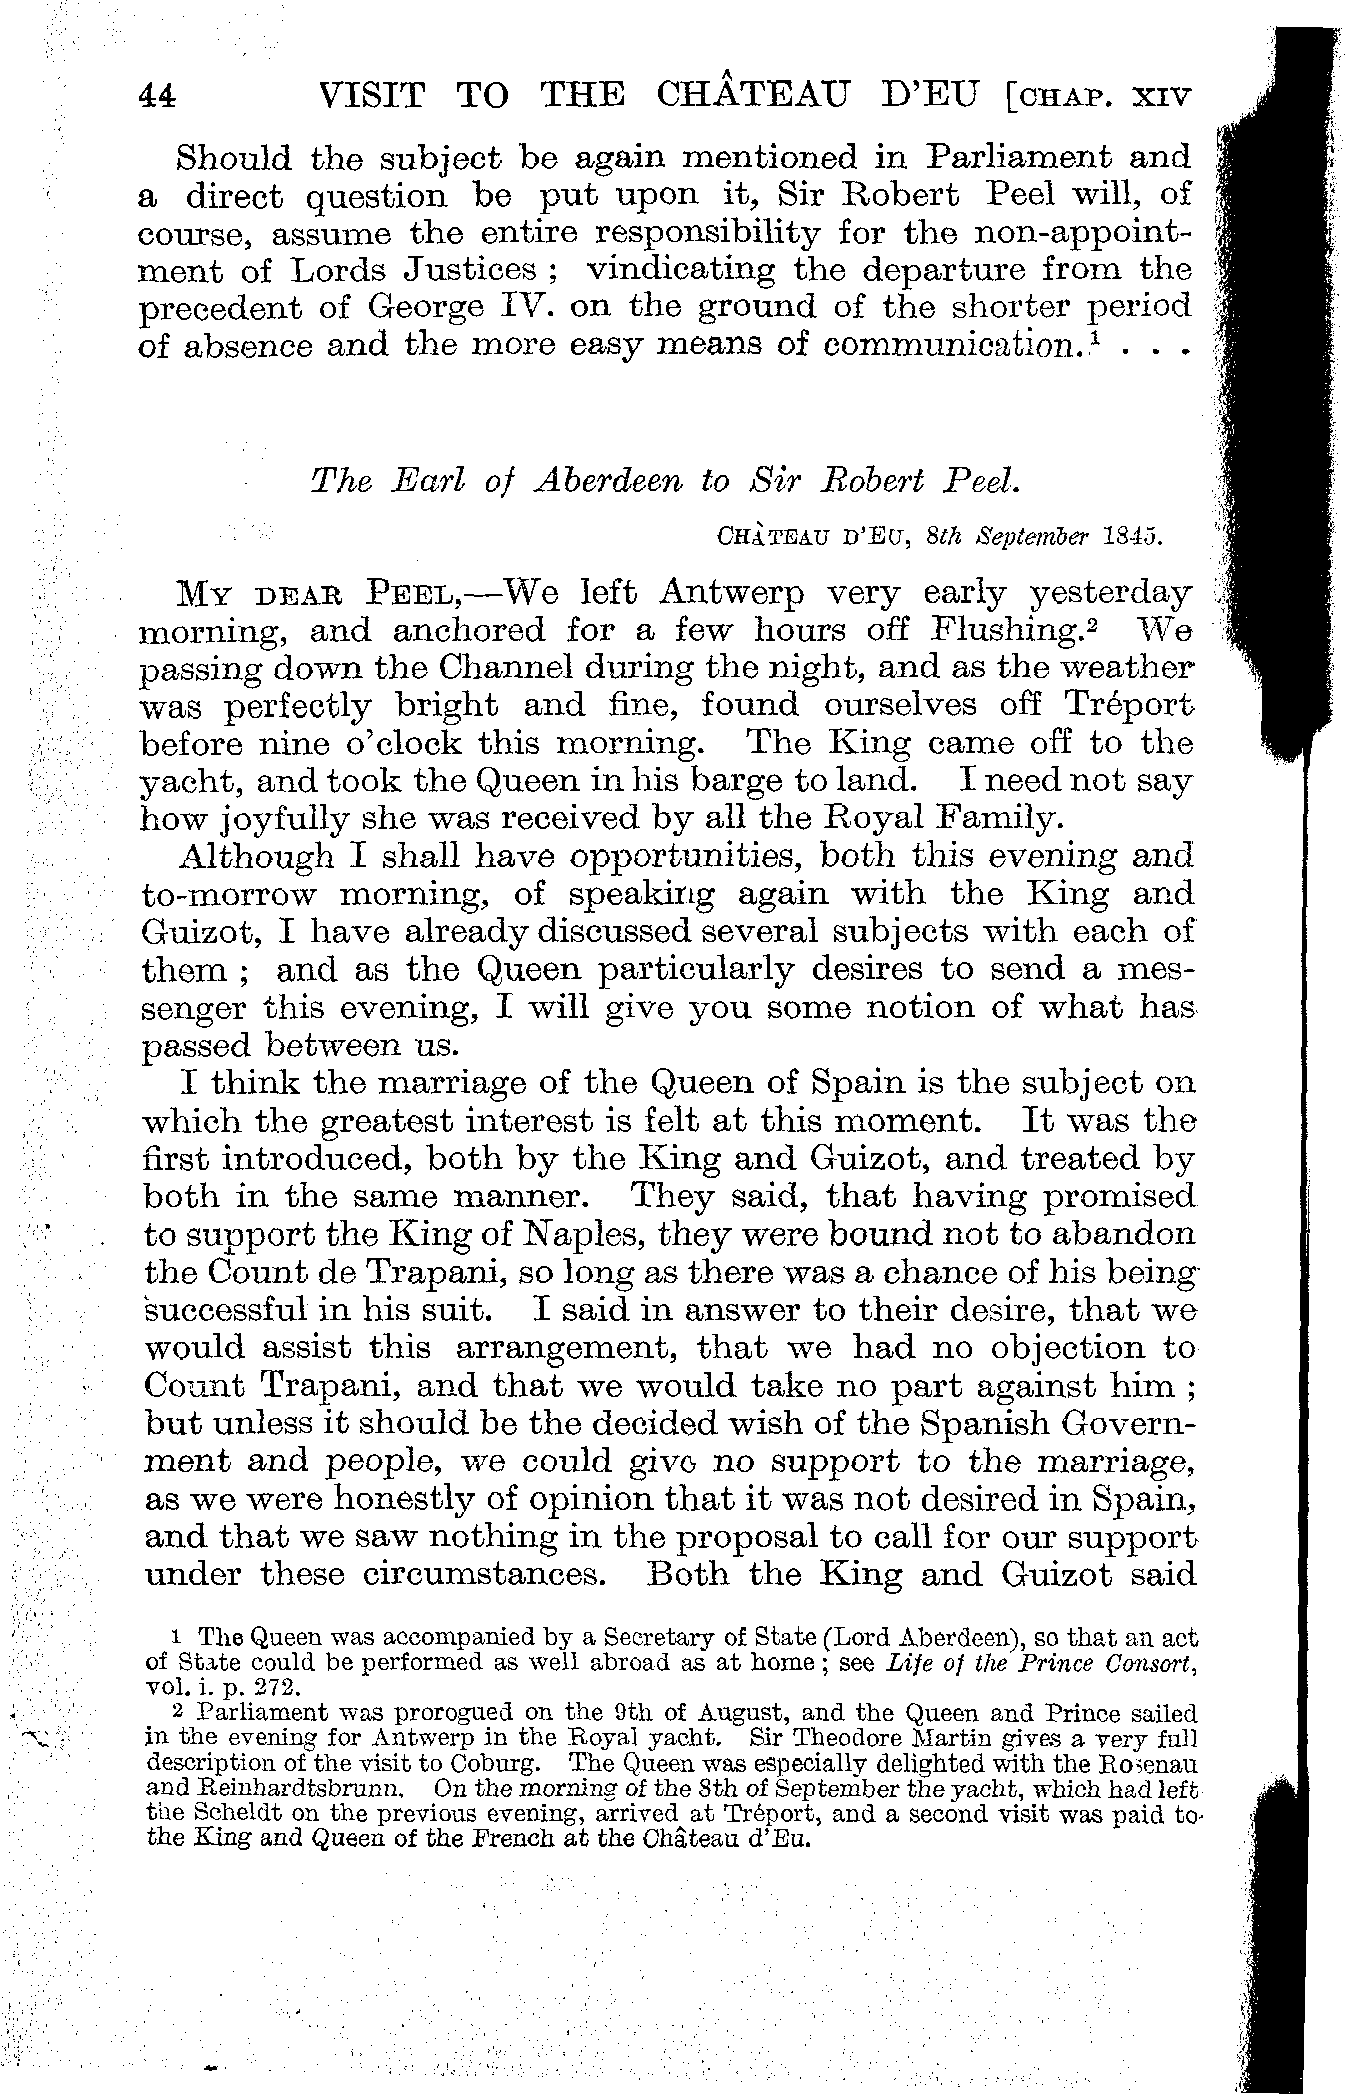 44 VISIT TO THE CHÂTEAU D'EU [CHAP. XIV
Should the subject be again mentioned in Parliament and
a direct question be put upon it, Sir Robert Peel will, of
course, assume the entire responsibility for the non-appoint-
ment of Lords Justices ; vindicating the departure from the
precedent of George IV. on the ground of the shorter period
of absence and the more easy means of communication.¹ . . .
The Earl of Aberdeen to Sir Robert Peel.
CHÂTEAU D'EU, 8th September 1845.
MY DEAR PEEL,—We left Antwerp very early yesterday
morning, and anchored for a few hours off Flushing.² We
passing down the Channel during the night, and as the weather
was perfectly bright and fine, found ourselves off Tréport
before nine o'clock this morning. The King came off to the
yacht, and took the Queen in his barge to land. I need not say
how joyfully she was received by all the Royal Family.
Although I shall have opportunities, both this evening and
to-morrow morning, of speaking again with the King and
Guizot, I have already discussed several subjects with each of
them ; and as the Queen particularly desires to send a mes-
senger this evening, I will give you some notion of what has
passed between us.
I think the marriage of the Queen of Spain is the subject on
which the greatest interest is felt at this moment. It was the
first introduced, both by the King and Guizot, and treated by
both in the same manner. They said, that having promised
to support the King of Naples, they were bound not to abandon
the Count de Trapani, so long as there was a chance of his being
successful in his suit. I said in answer to their desire, that we
would assist this arrangement, that we had no objection to
Count Trapani, and that we would take no part against him ;
but unless it should be the decided wish of the Spanish Govern-
ment and people, we could give no support to the marriage,
as we were honestly of opinion that it was not desired in Spain,
and that we saw nothing in the proposal to call for our support
under these circumstances. Both the King and Guizot said
1 The Queen was accompanied by a Secretary of State (Lord Aberdeen), so that an act
of State could be performed as well abroad as at home ; see Life of the Prince Consort,
vol. i. p. 272.
2 Parliament was prorogued on the 9th of August, and the Queen and Prince sailed
in the evening for Antwerp in the Royal yacht. Sir Theodore Martin gives a very full
description of the visit to Coburg. The Queen was especially delighted with the Rosenau
and Reinhardtsbrunn. On the morning of the 8th of September the yacht, which had left
the Scheldt on the previous evening, arrived at Tréport, and a second visit was paid to
the King and Queen of the French at the Château d'Eu.